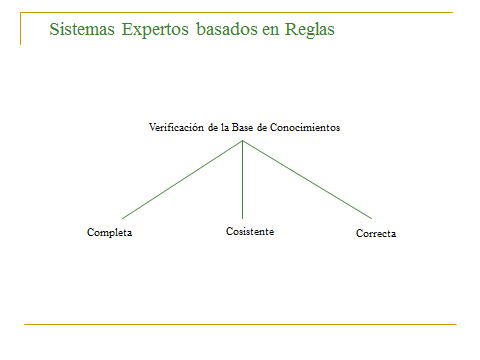 Sistemas Expertos basados en Reglas
Verificación de la Base de Conocimientos
Completa
Cosistente
Correcta